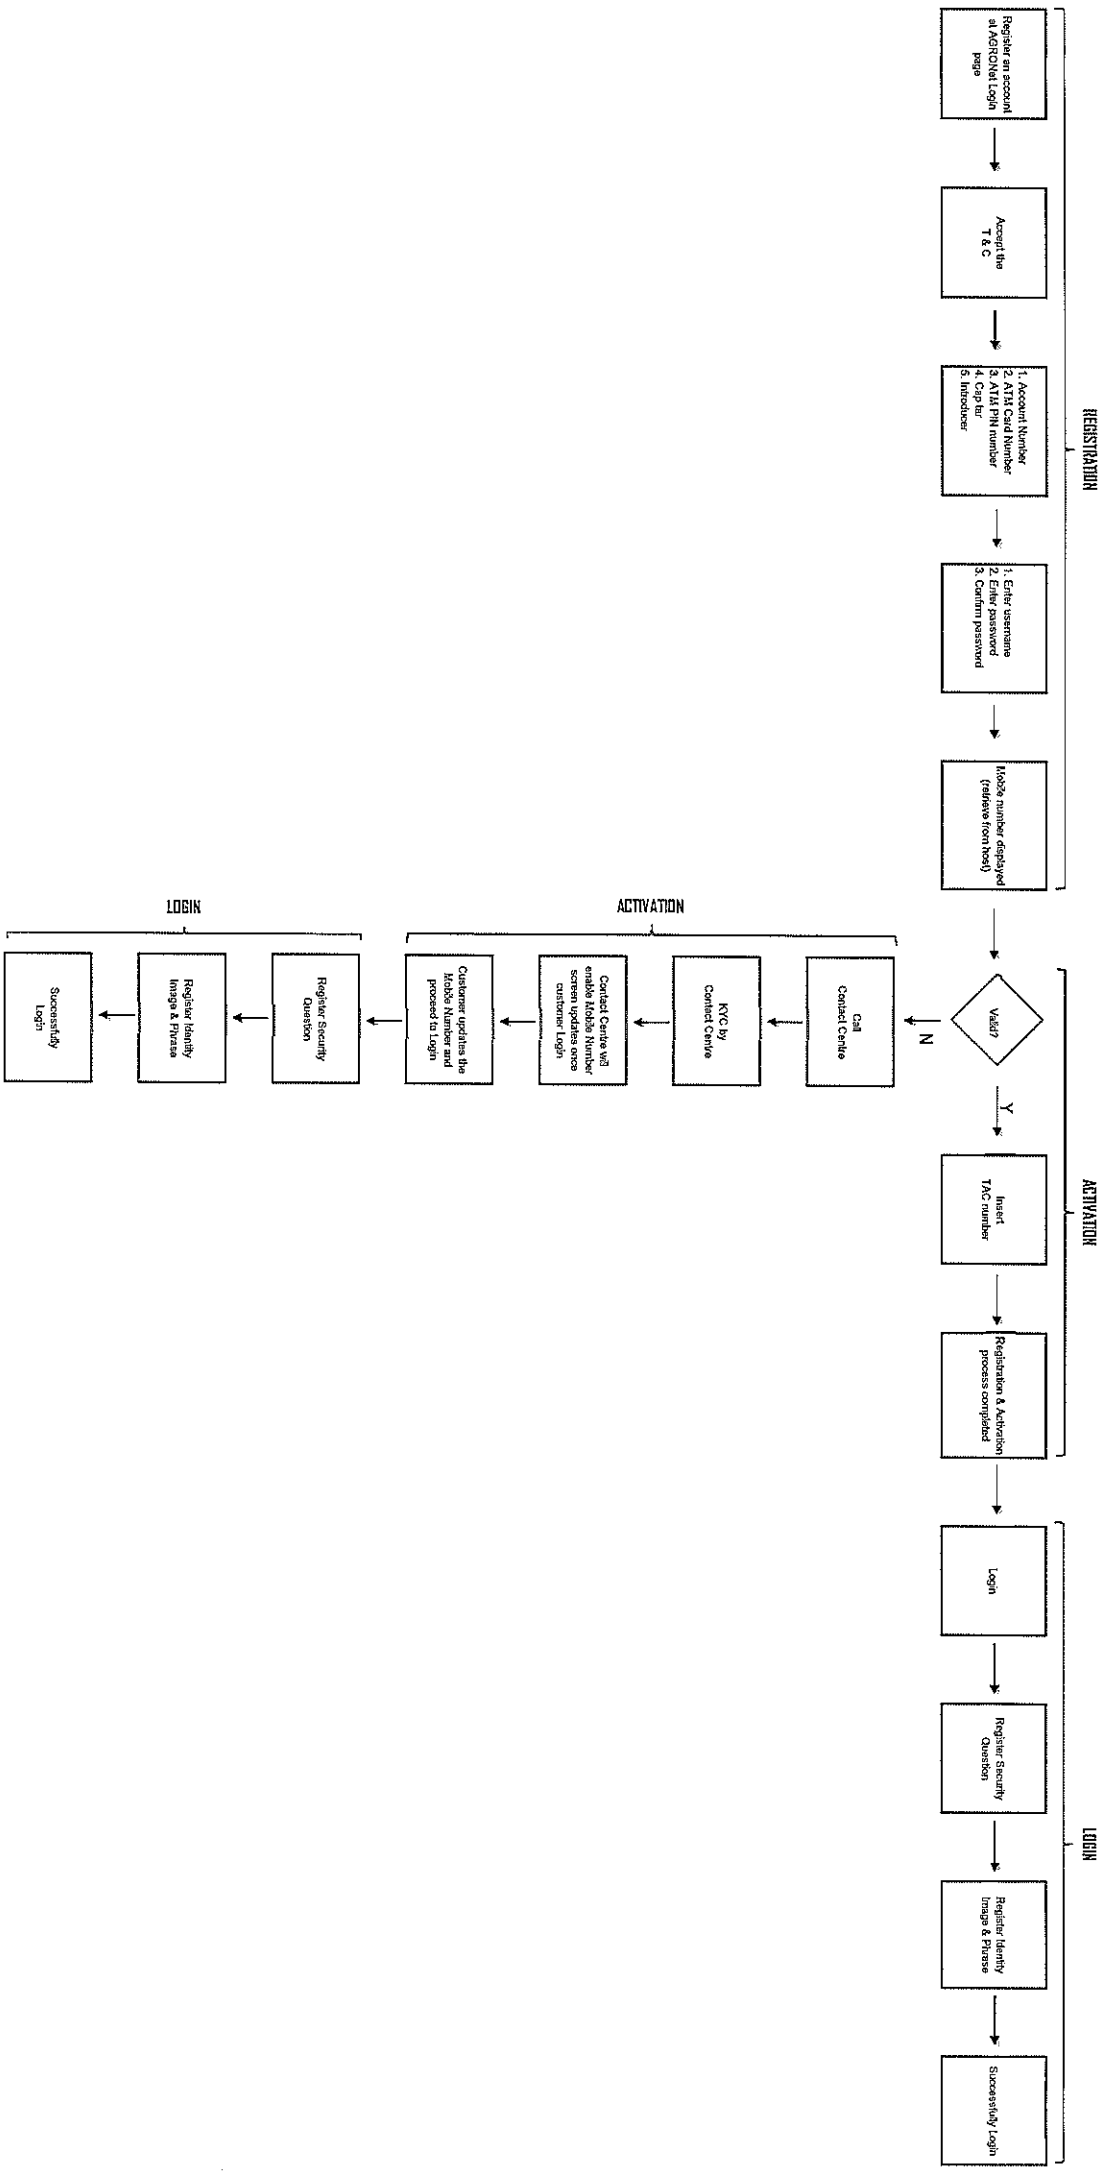 REGISTRATION
Register an account
at AGRONet Login
page
Accept the
T & C
1. Account Number
2. ATM Card Number
3. ATM PIN number
4. Cap tar
5. Introducer
1. Enter username
2. Enter password
3. Confirm password
Mobile number displayed
(retrieve from host)
ACTIVATION
Valid?
Y
Insert
TAC number
Registration & Activation
process completed
LOGIN
Login
Register Security
Question
Register Identity
Image & Phrase
Successfully Login
N
ACTIVATION
Call
Contact Centre
KYC by
Contact Centre
Contact Centre will
enable Mobile Number
screen updates once
customer Login
Customer updates the
Mobile Number and
proceed to Login
LOGIN
Register Security
Question
Register Identity
Image & Phrase
Successfully
Login